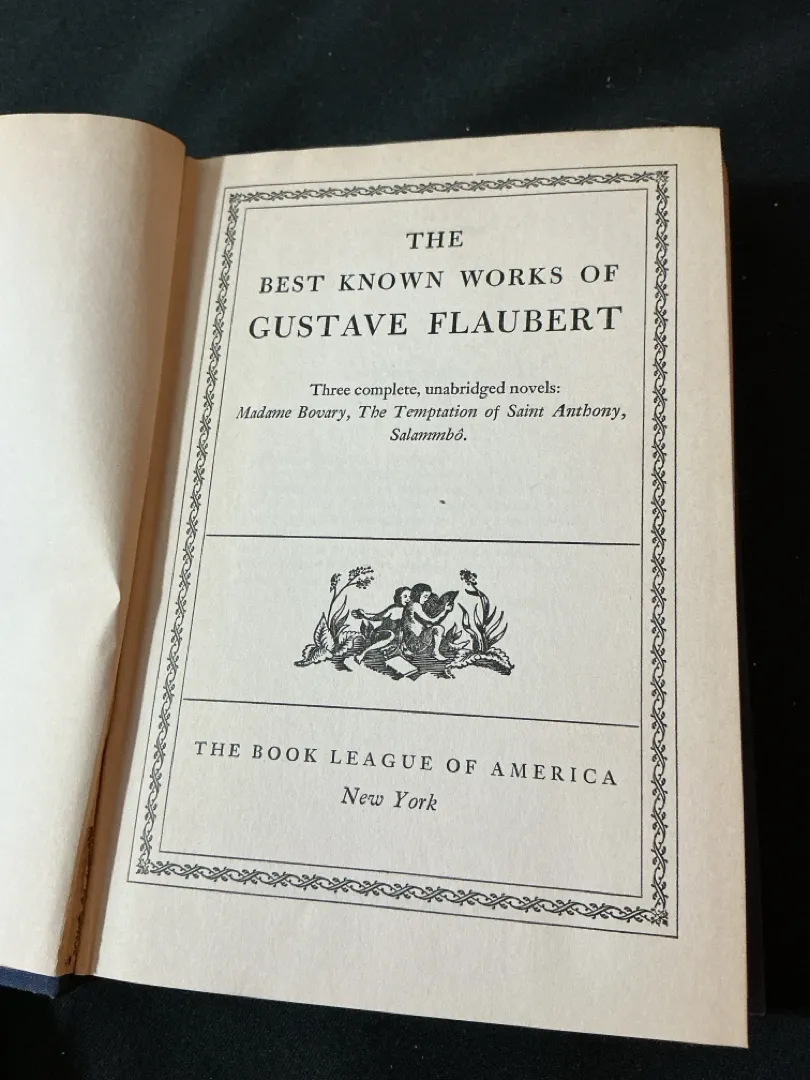 THE
BEST KNOWN WORKS OF
GUSTAVE FLAUBERT
Three complete, unabridged novels:
Madame Bovary, The Temptation of Saint Anthony,
Salammbô.
THE BOOK LEAGUE OF AMERICA
New York